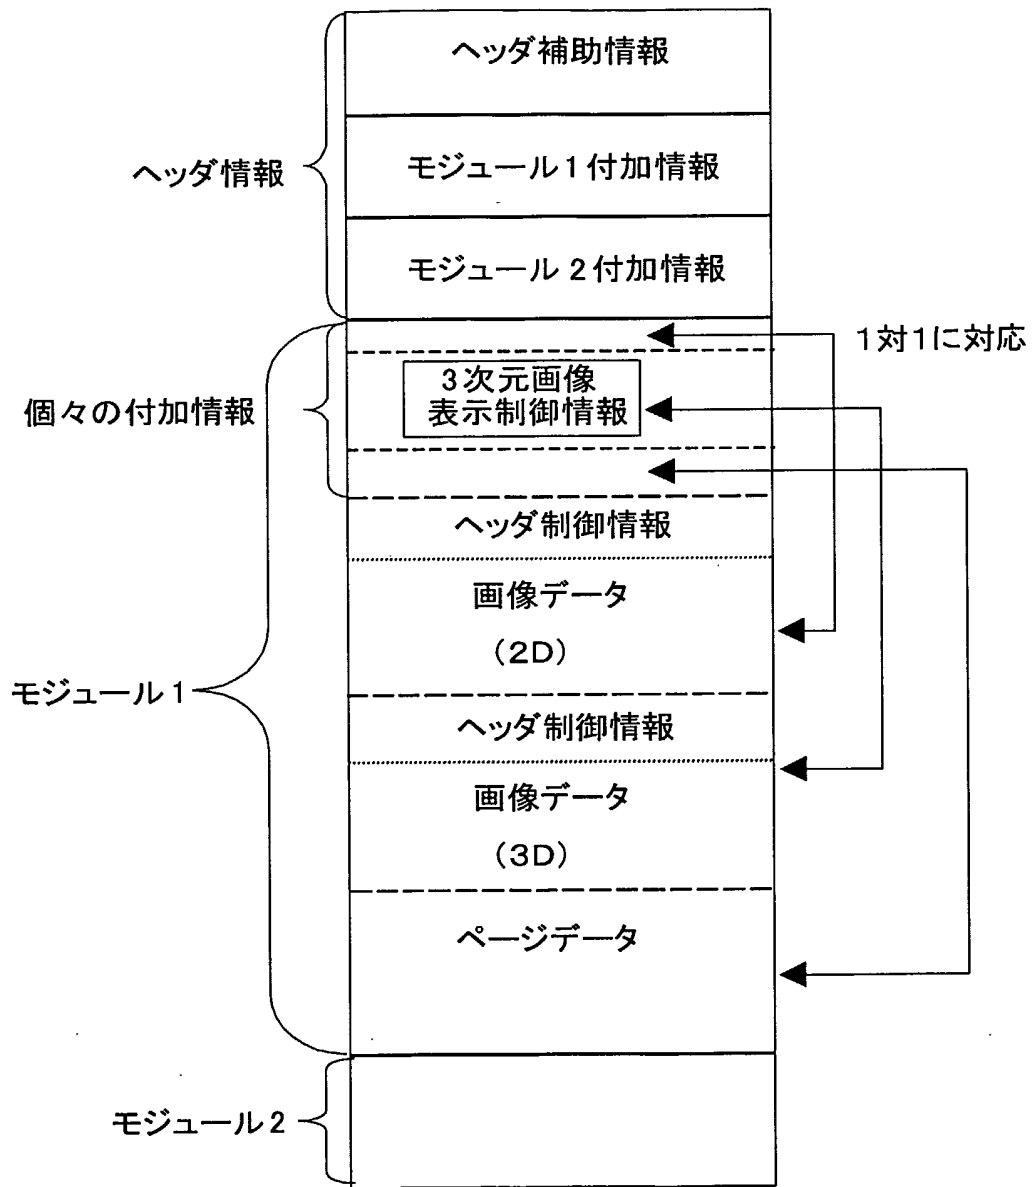 ヘッダ補助情報
ヘッダ情報
モジュール1付加情報
モジュール2付加情報
1対1に対応
個々の付加情報
3次元画像
表示制御情報
ヘッダ制御情報
画像データ
(2D)
モジュール1
ヘッダ制御情報
画像データ
(3D)
ページデータ
モジュール2